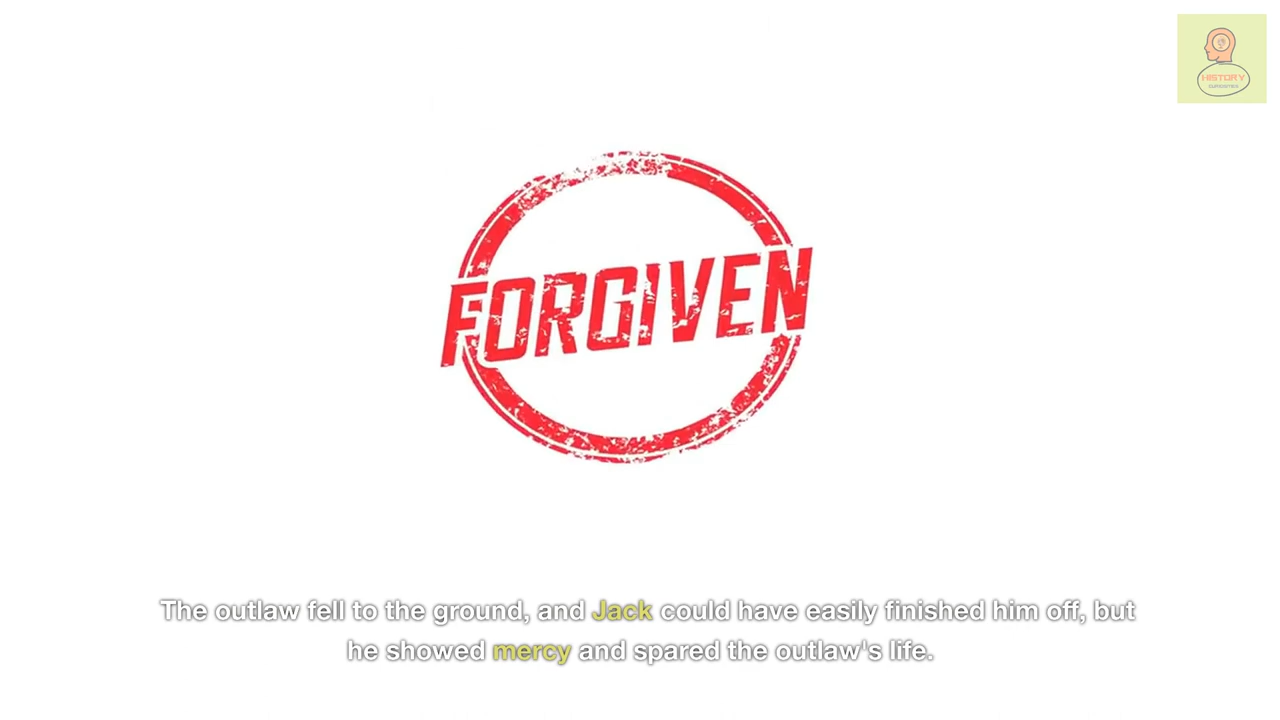 HISTORY
CURIOSITIES
FORGIVEN
The outlaw fell to the ground, and Jack could have easily finished him off, but
he showed mercy and spared the outlaw's life.